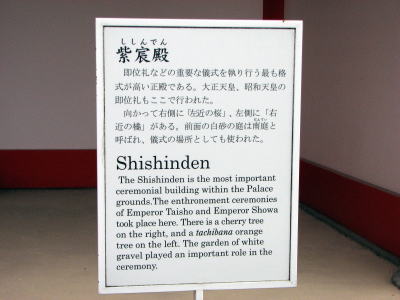 ししんでん
紫宸殿
即位礼などの重要な儀式を執り行う最も格
式が高い正殿である。大正天皇、昭和天皇の
即位礼もここで行われた。
向かって右側に「左近の桜」、左側に「右
近の橘」がある。前面の白砂の庭は南庭と
だんてい
呼ばれ、儀式の場所としても使われた。
Shishinden
The Shishinden is the most important
ceremonial building within the Palace
grounds.The enthronement ceremonies
of Emperor Taisho and Emperor Showa
took place here. There is a cherry tree
on the right, and a tachibana orange
tree on the left. The garden of white
gravel played an important role in the
ceremony.